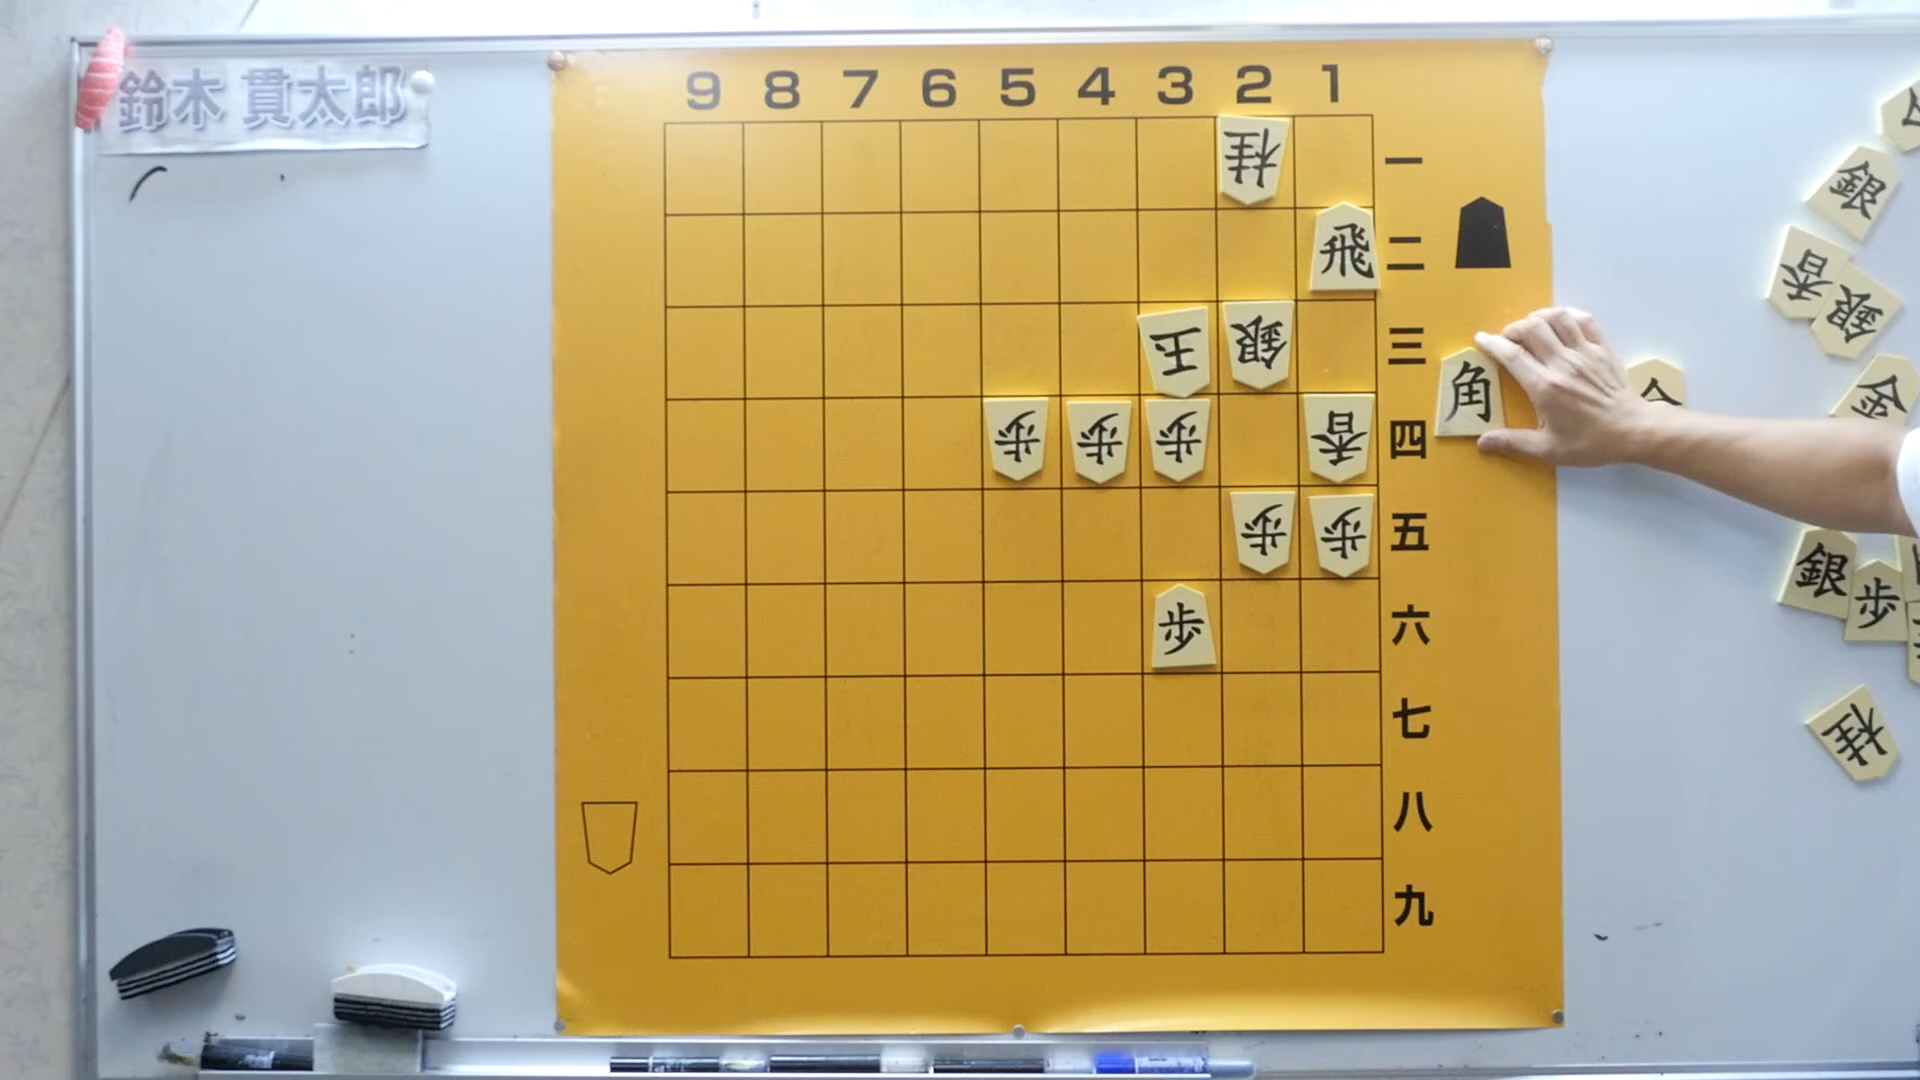 鈴木 貫太郎
9 8 7 6 5 4 3 2 1
桂 一
飛 二
玉 銀 三
角
歩 歩 歩 香 四
歩 歩 五
歩 六
七
八
九
銀
香
銀
金
銀
歩
桂